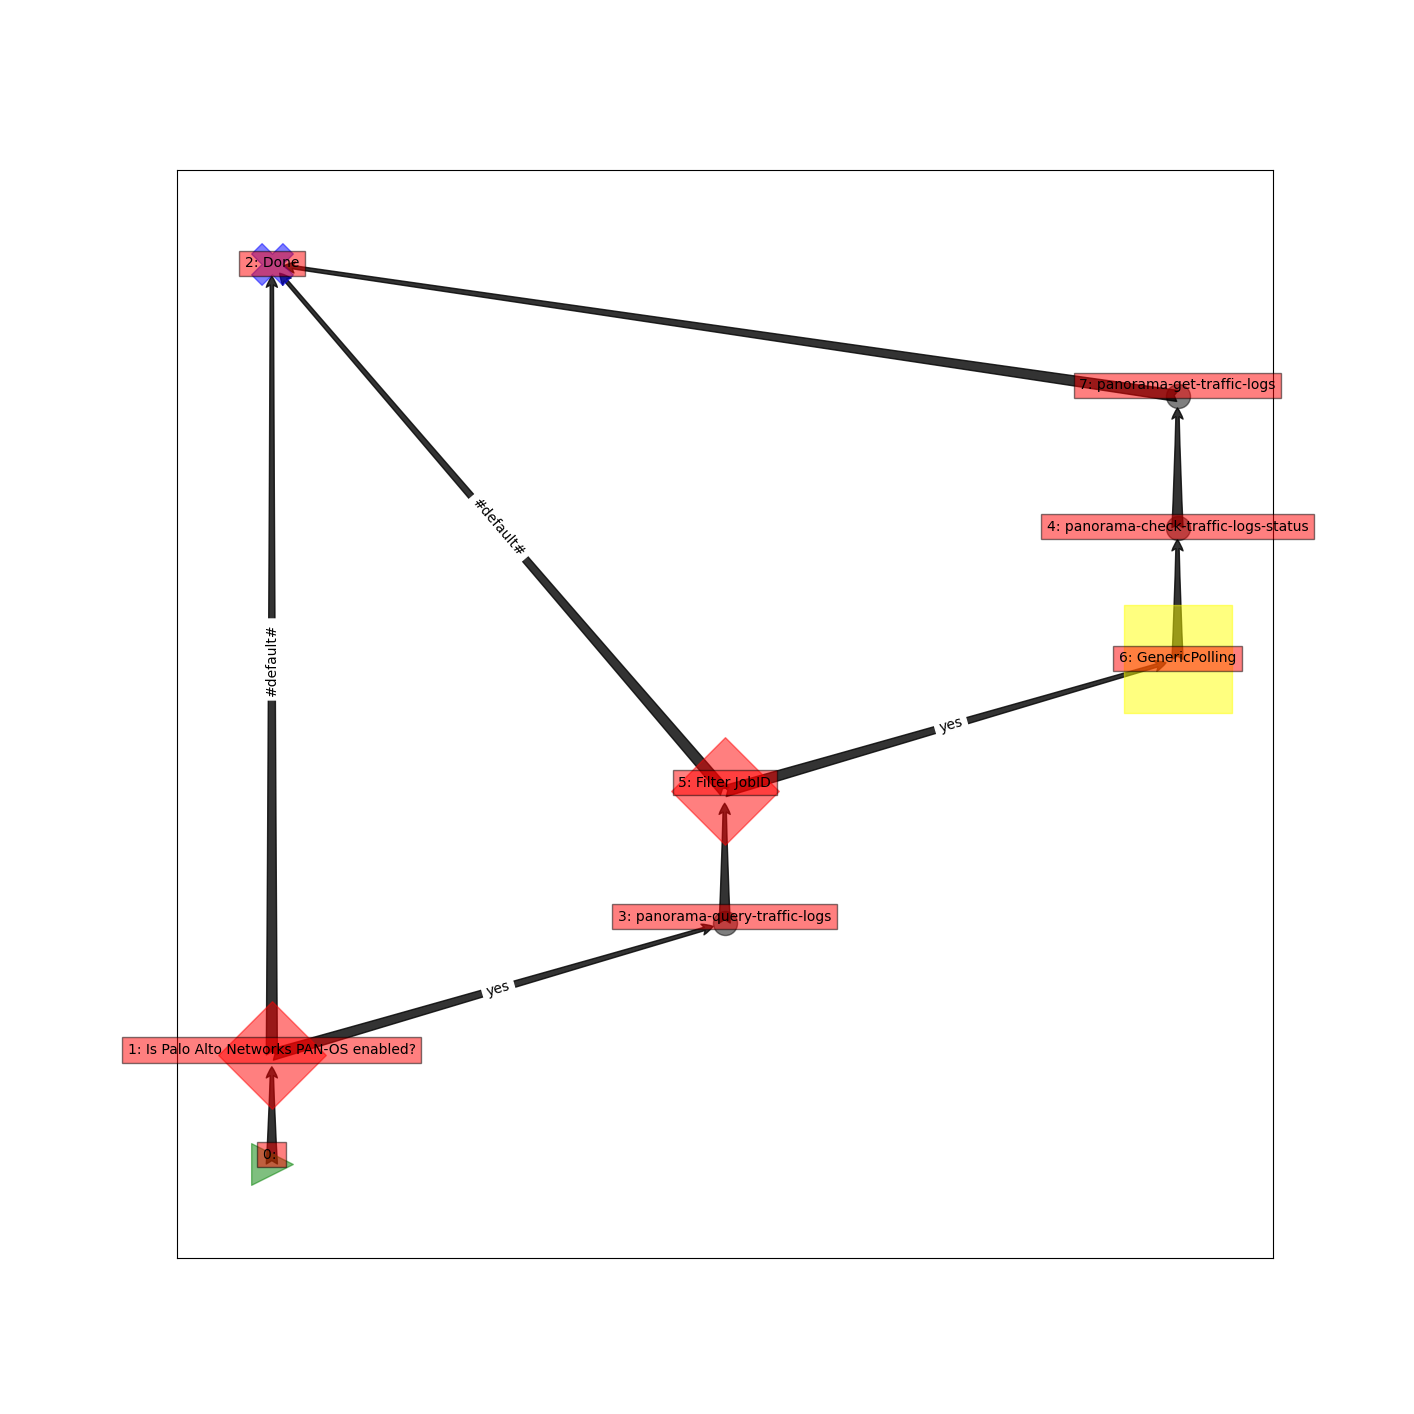 2: Done
7: panorama-get-traffic-logs
#default#
4: panorama-check-traffic-logs-status
#default#
6: GenericPolling
yes
5: Filter JobID
3: panorama-query-traffic-logs
yes
1: Is Palo Alto Networks PAN-OS enabled?
0: